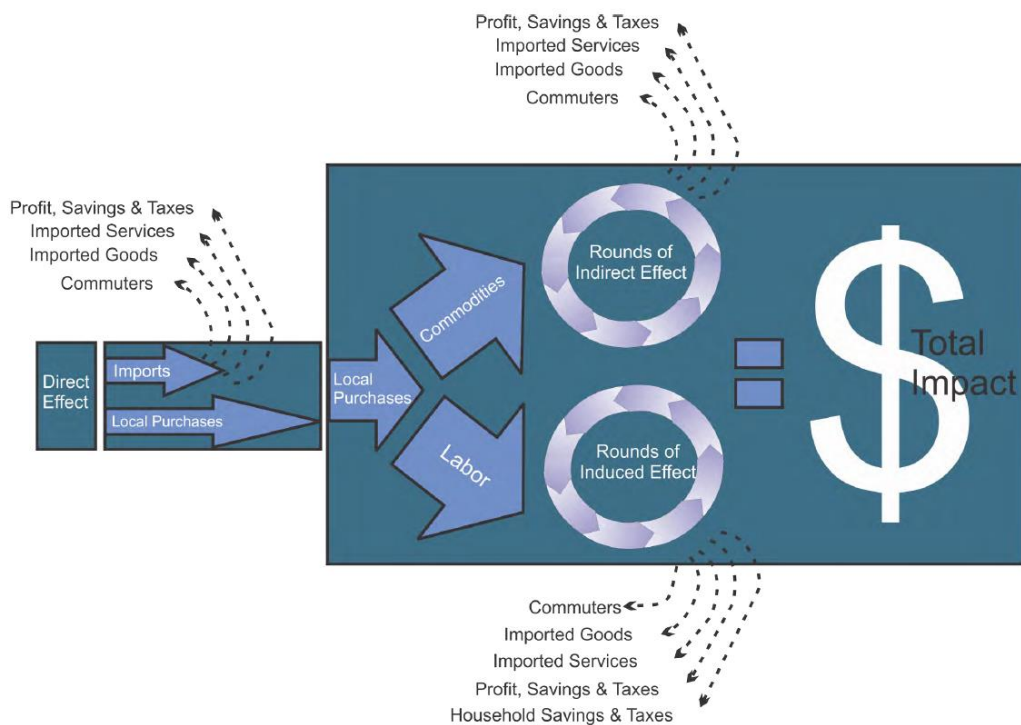 Profit, Savings & Taxes
Imported Services
Imported Goods
Commuters
Profit, Savings & Taxes
Imported Services
Imported Goods
Commuters
Direct
Effect
Imports
Local Purchases
Local
Purchases
Commodities
Labor
Rounds of
Indirect Effect
Rounds of
Induced Effect
$
Total
Impact
Commuters
Imported Goods
Imported Services
Profit, Savings & Taxes
Household Savings & Taxes